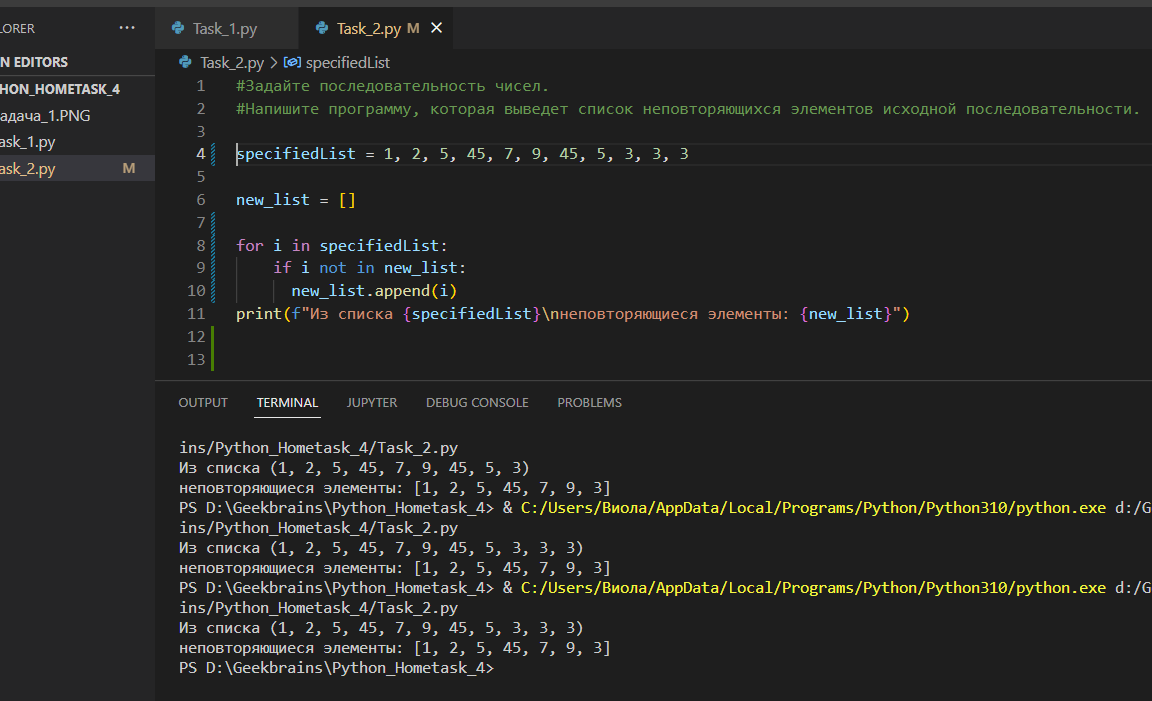 LORER ···
N EDITORS
HON_HOMETASK_4
адача_1.PNG
ask_1.py
ask_2.py M
Task_1.py Task_2.py M ×
Task_2.py > specifiedList
1 #Задайте последовательность чисел.
2 #Напишите программу, которая выведет список неповторяющихся элементов исходной последовательности.
3
4 specifiedList = 1, 2, 5, 45, 7, 9, 45, 5, 3, 3, 3
5
6 new_list = []
7
8 for i in specifiedList:
9     if i not in new_list:
10       new_list.append(i)
11 print(f"Из списка {specifiedList}\nнеповторяющиеся элементы: {new_list}")
12
13
OUTPUT TERMINAL JUPYTER DEBUG CONSOLE PROBLEMS
ins/Python_Hometask_4/Task_2.py
Из списка (1, 2, 5, 45, 7, 9, 45, 5, 3)
неповторяющиеся элементы: [1, 2, 5, 45, 7, 9, 3]
PS D:\Geekbrains\Python_Hometask_4> & C:/Users/Виола/AppData/Local/Programs/Python/Python310/python.exe d:/G
ins/Python_Hometask_4/Task_2.py
Из списка (1, 2, 5, 45, 7, 9, 45, 5, 3, 3, 3)
неповторяющиеся элементы: [1, 2, 5, 45, 7, 9, 3]
PS D:\Geekbrains\Python_Hometask_4> & C:/Users/Виола/AppData/Local/Programs/Python/Python310/python.exe d:/G
ins/Python_Hometask_4/Task_2.py
Из списка (1, 2, 5, 45, 7, 9, 45, 5, 3, 3, 3)
неповторяющиеся элементы: [1, 2, 5, 45, 7, 9, 3]
PS D:\Geekbrains\Python_Hometask_4>